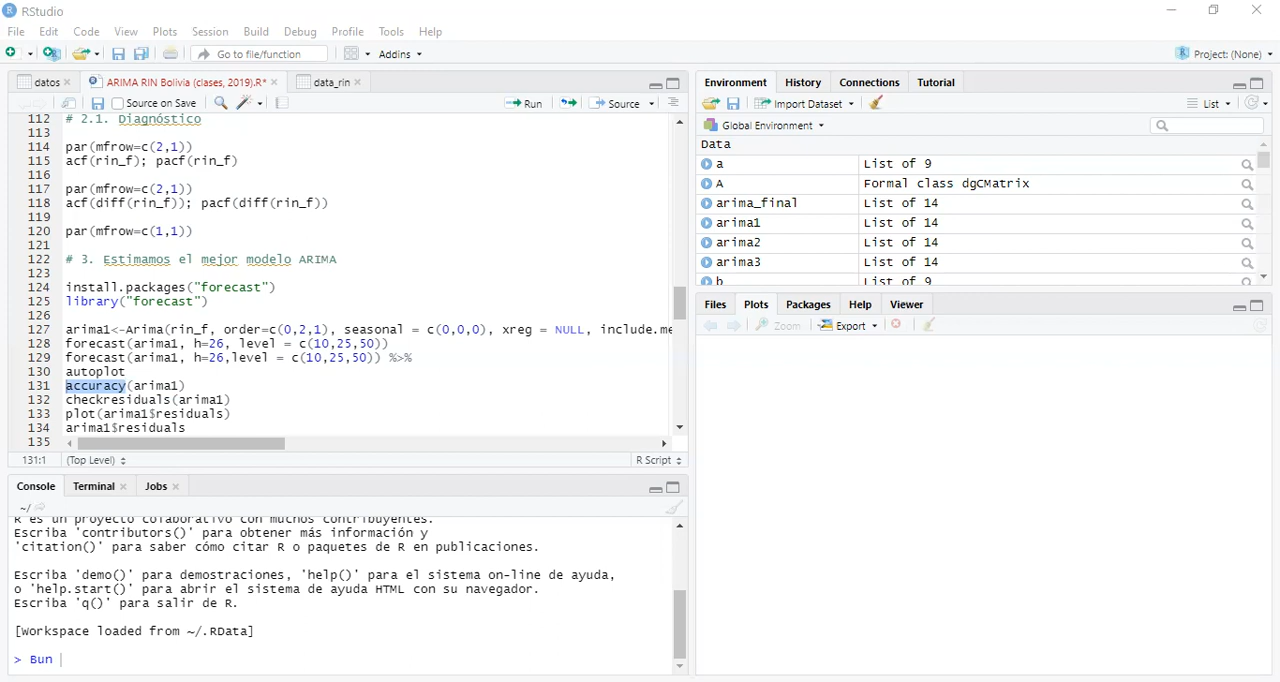 RStudio
File Edit Code View Plots Session Build Debug Profile Tools Help
Go to file/function Addins Project: (None)
datos ARIMA RIN Bolivia (clases, 2019).R* data_rin
Source on Save Run Source
112 # 2.1. Diagnóstico
113
114 par(mfrow=c(2,1))
115 acf(rin_f); pacf(rin_f)
116
117 par(mfrow=c(2,1))
118 acf(diff(rin_f)); pacf(diff(rin_f))
119
120 par(mfrow=c(1,1))
121
122 # 3. Estimamos el mejor modelo ARIMA
123
124 install.packages("forecast")
125 library("forecast")
126
127 arima1<-Arima(rin_f, order=c(0,2,1), seasonal = c(0,0,0), xreg = NULL, include.me
128 forecast(arima1, h=26, level = c(10,25,50))
129 forecast(arima1, h=26,level = c(10,25,50)) %>%
130 autoplot
131 accuracy(arima1)
132 checkresiduals(arima1)
133 plot(arima1$residuals)
134 arima1$residuals
135
131:1 (Top Level) R Script
Console Terminal Jobs
~/
R es un proyecto colaborativo con muchos contribuyentes.
Escriba 'contributors()' para obtener más información y
'citation()' para saber cómo citar R o paquetes de R en publicaciones.
Escriba 'demo()' para demostraciones, 'help()' para el sistema on-line de ayuda,
o 'help.start()' para abrir el sistema de ayuda HTML con su navegador.
Escriba 'q()' para salir de R.
[Workspace loaded from ~/.RData]
> Bun
Environment History Connections Tutorial
Import Dataset List
Global Environment
Data
a List of 9
A Formal class dgCMatrix
arima_final List of 14
arima1 List of 14
arima2 List of 14
arima3 List of 14
b List of 9
Files Plots Packages Help Viewer
Zoom Export